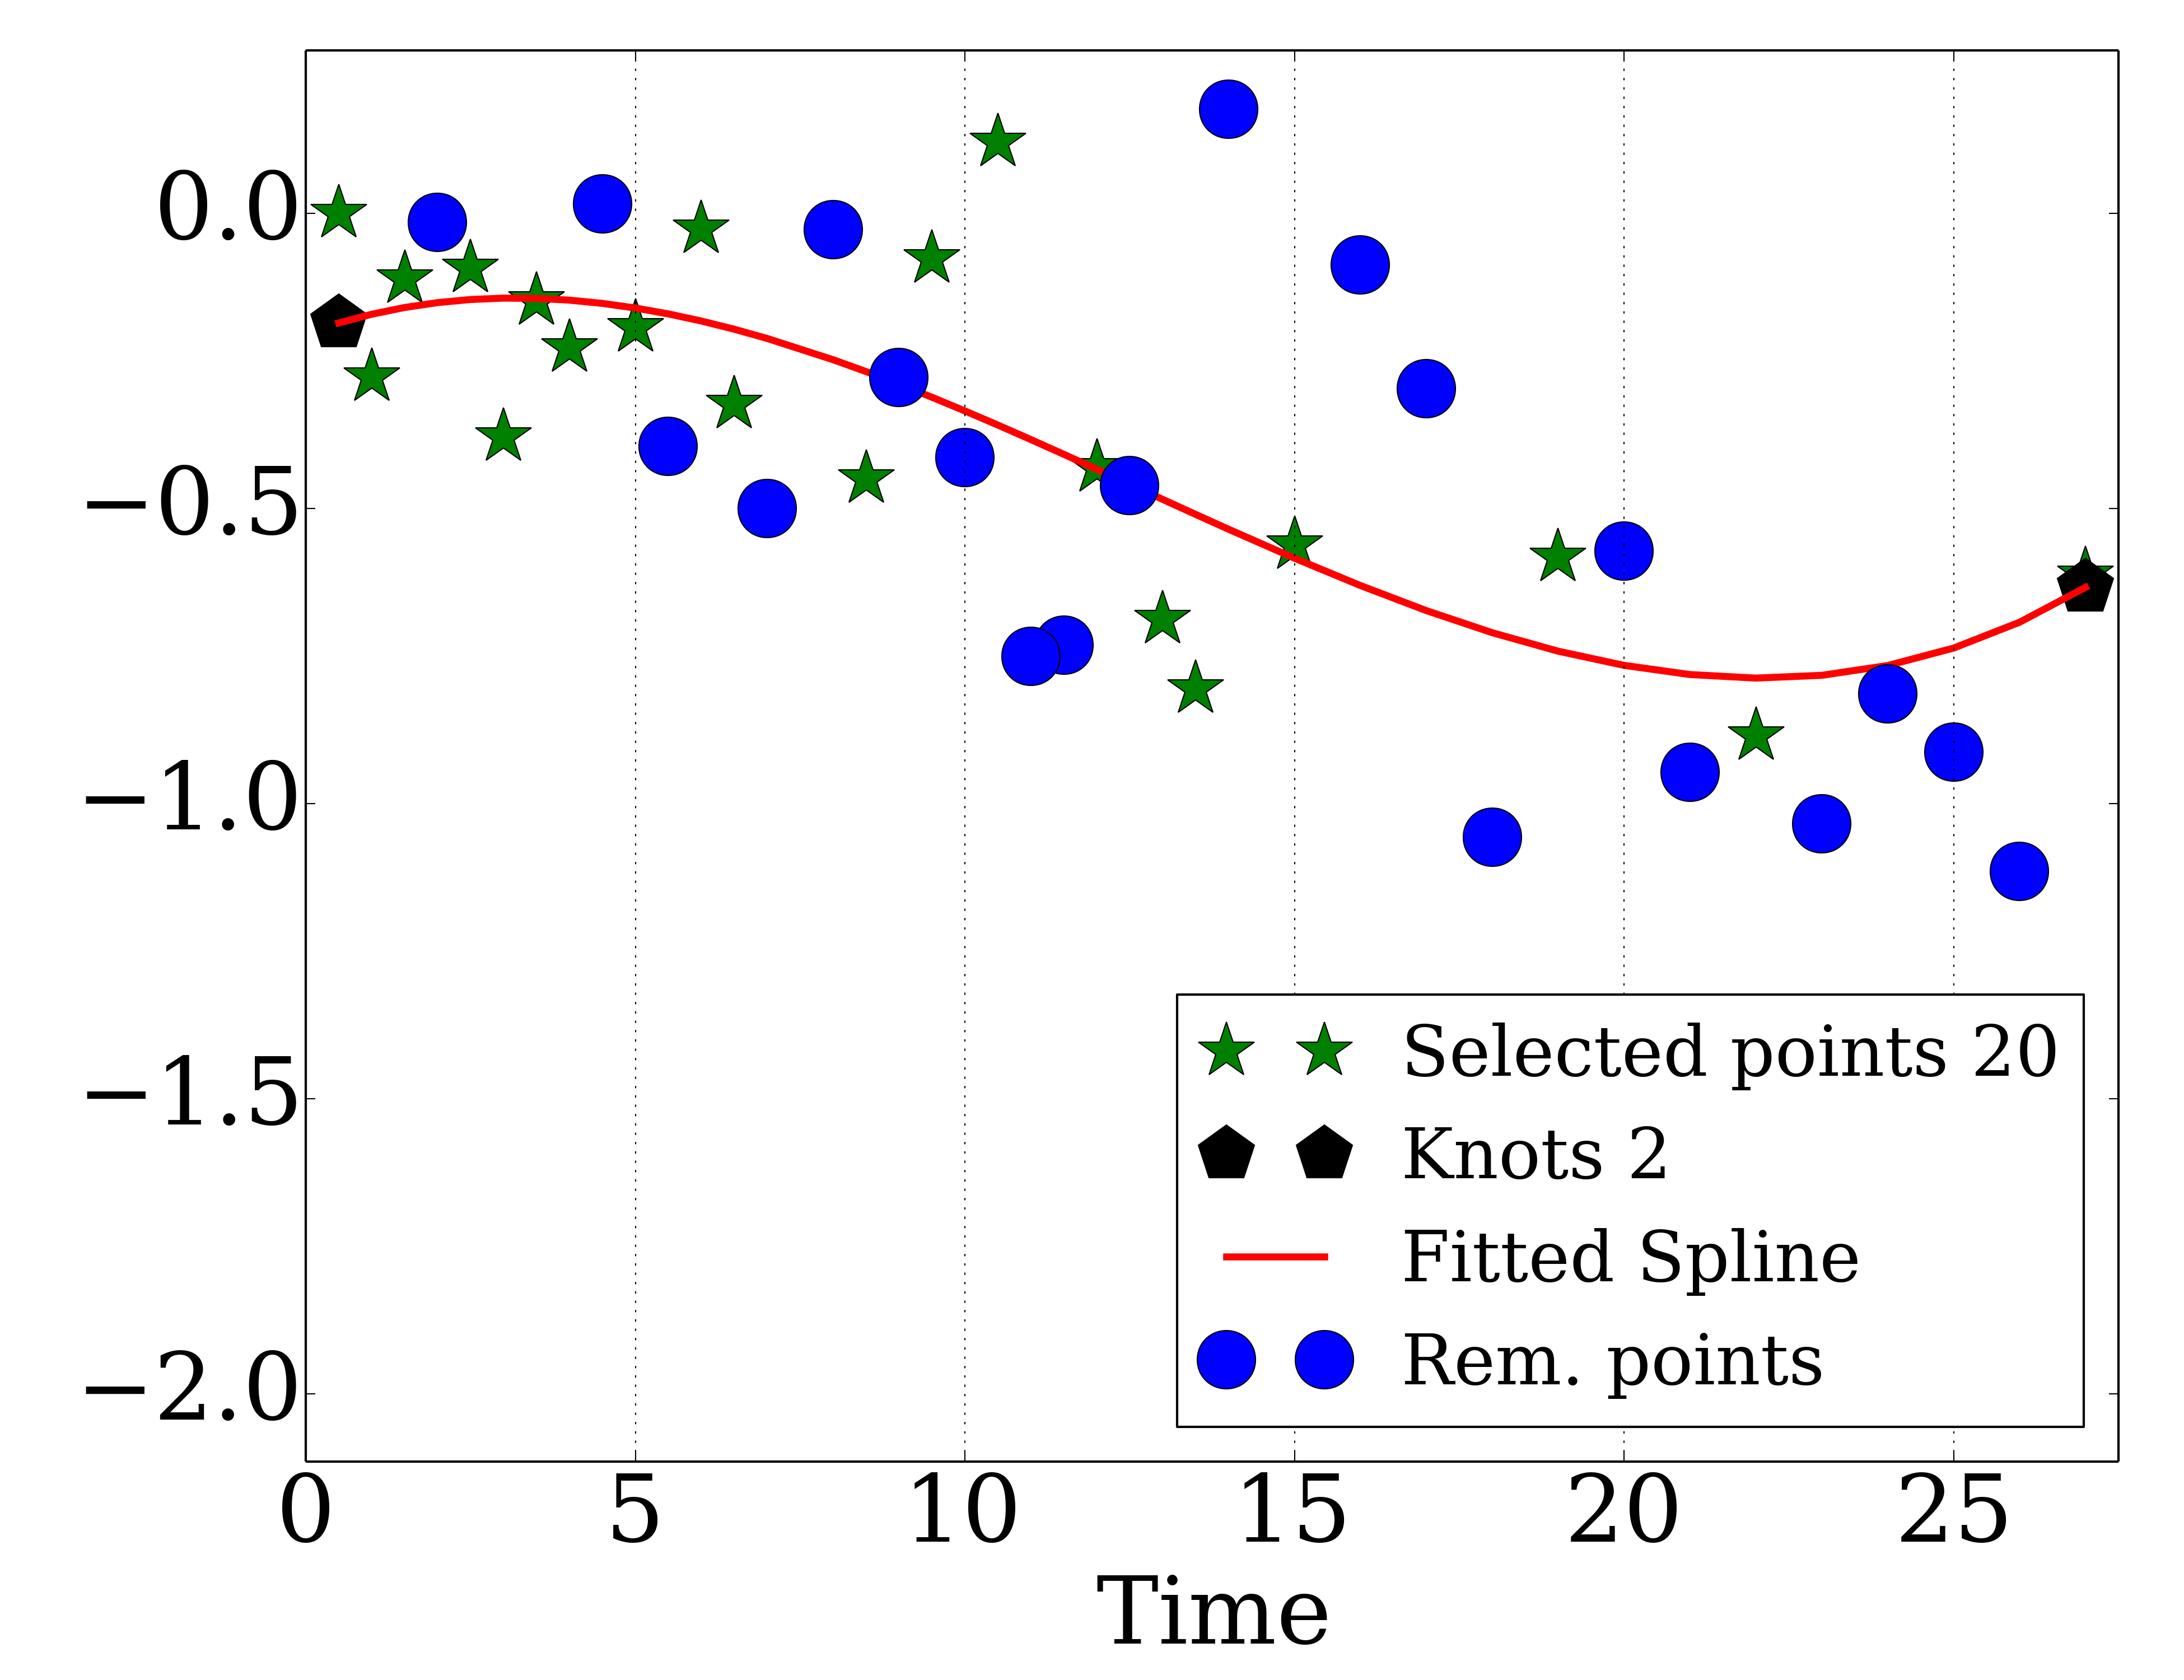 0.0
−0.5
−1.0
−1.5
−2.0
0 5 10 15 20 25
Time
Selected points 20
Knots 2
Fitted Spline
Rem. points